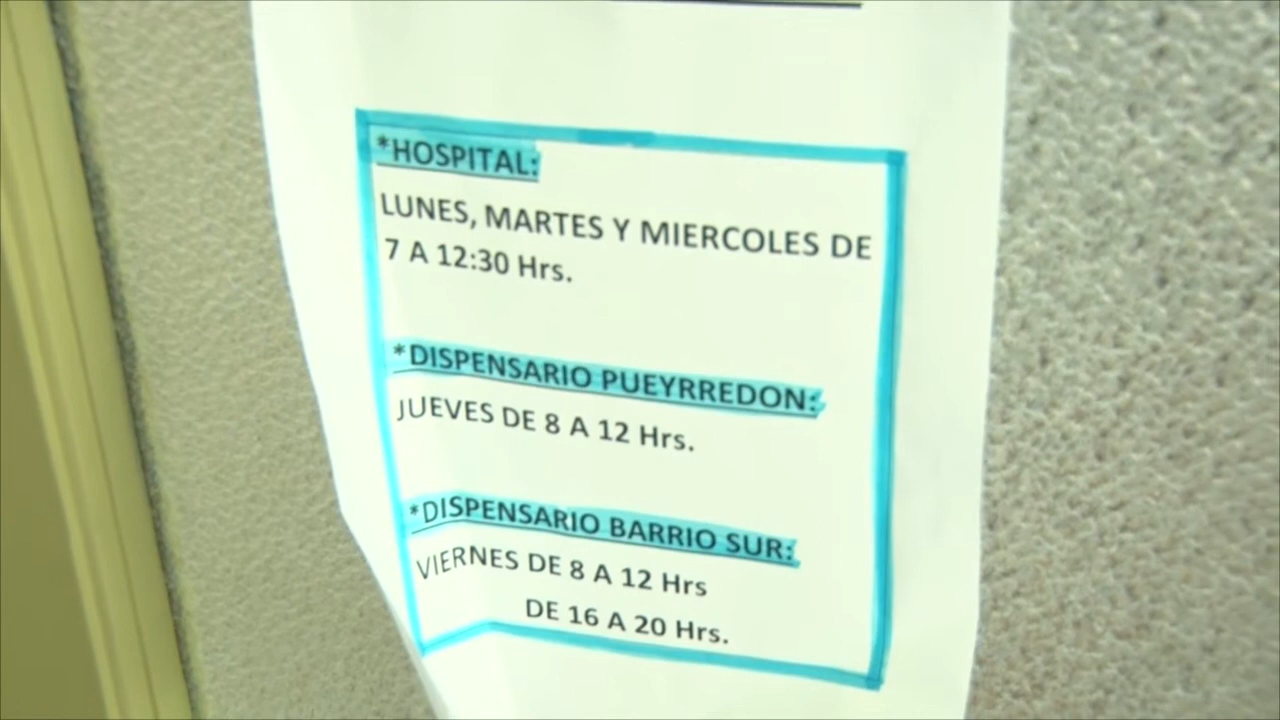 *HOSPITAL:
LUNES, MARTES Y MIERCOLES DE
7 A 12:30 Hrs.
*DISPENSARIO PUEYRREDON:
JUEVES DE 8 A 12 Hrs.
*DISPENSARIO BARRIO SUR:
VIERNES DE 8 A 12 Hrs
DE 16 A 20 Hrs.